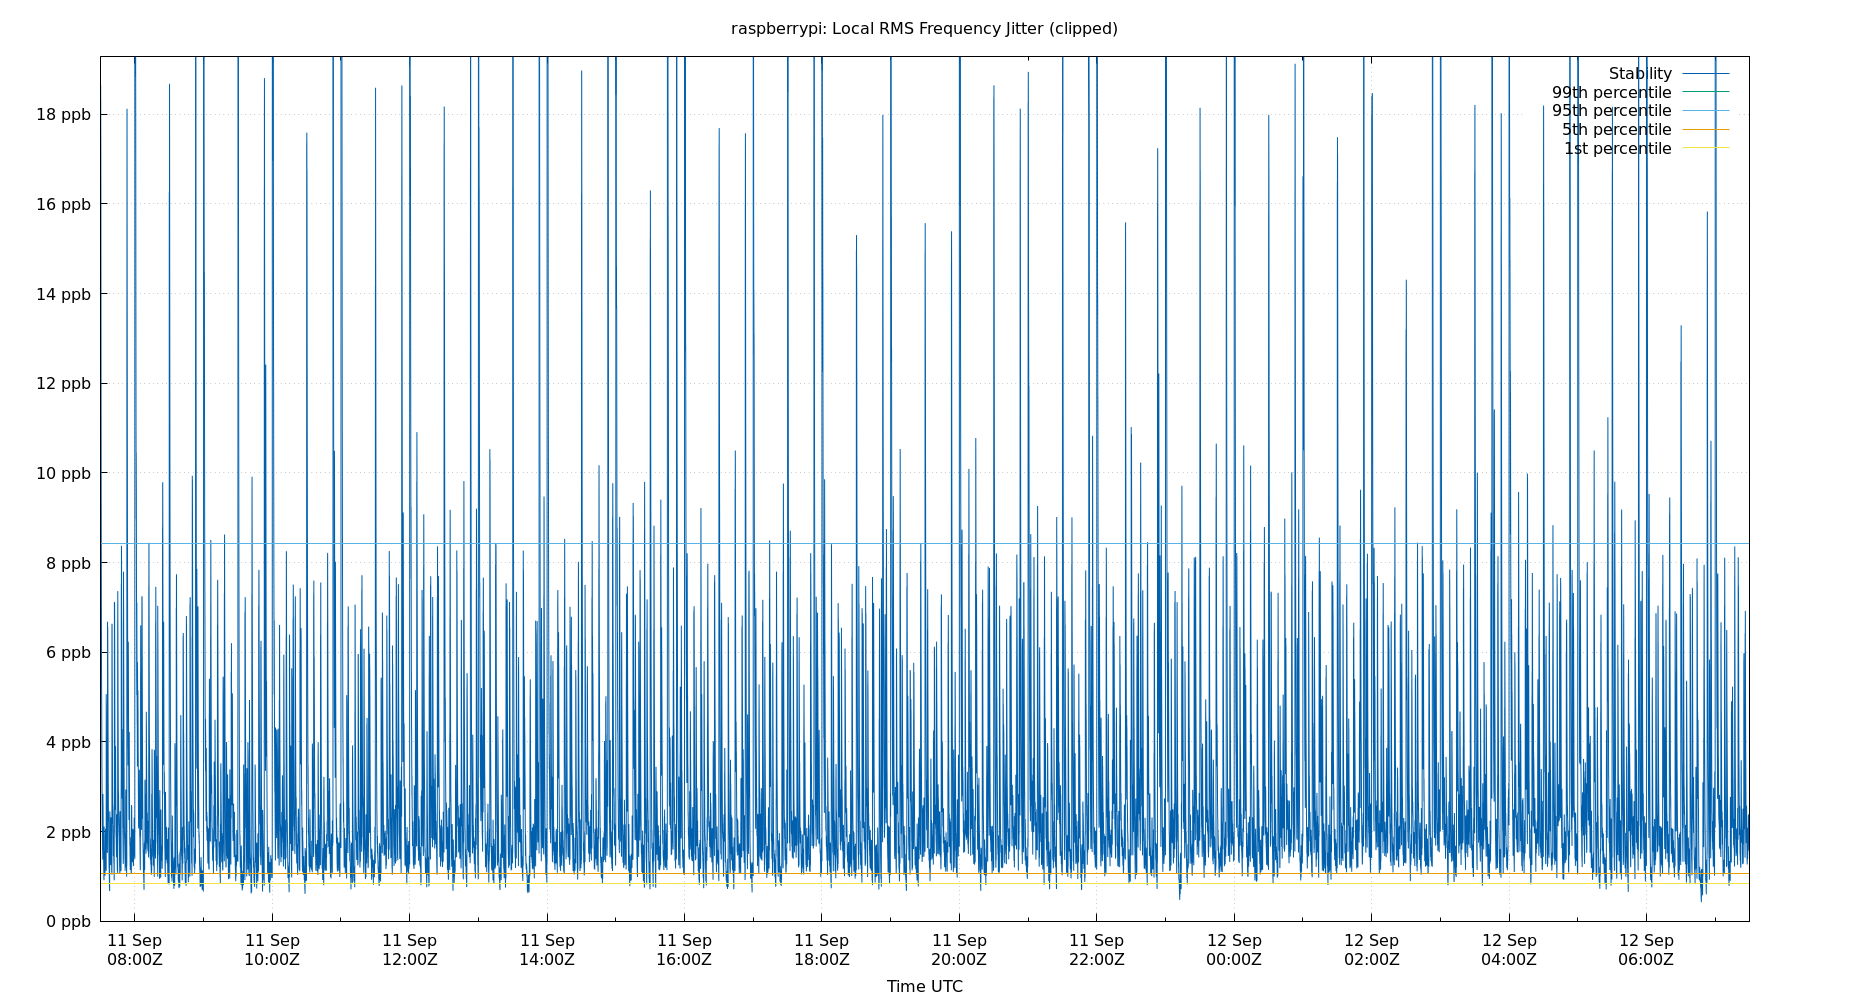 raspberrypi: Local RMS Frequency Jitter (clipped)
Stability
99th percentile
95th percentile
5th percentile
1st percentile
18 ppb
16 ppb
14 ppb
12 ppb
10 ppb
8 ppb
6 ppb
4 ppb
2 ppb
0 ppb
11 Sep 11 Sep 11 Sep 11 Sep 11 Sep 11 Sep 11 Sep 11 Sep 12 Sep 12 Sep 12 Sep 12 Sep
08:00Z 10:00Z 12:00Z 14:00Z 16:00Z 18:00Z 20:00Z 22:00Z 00:00Z 02:00Z 04:00Z 06:00Z
Time UTC